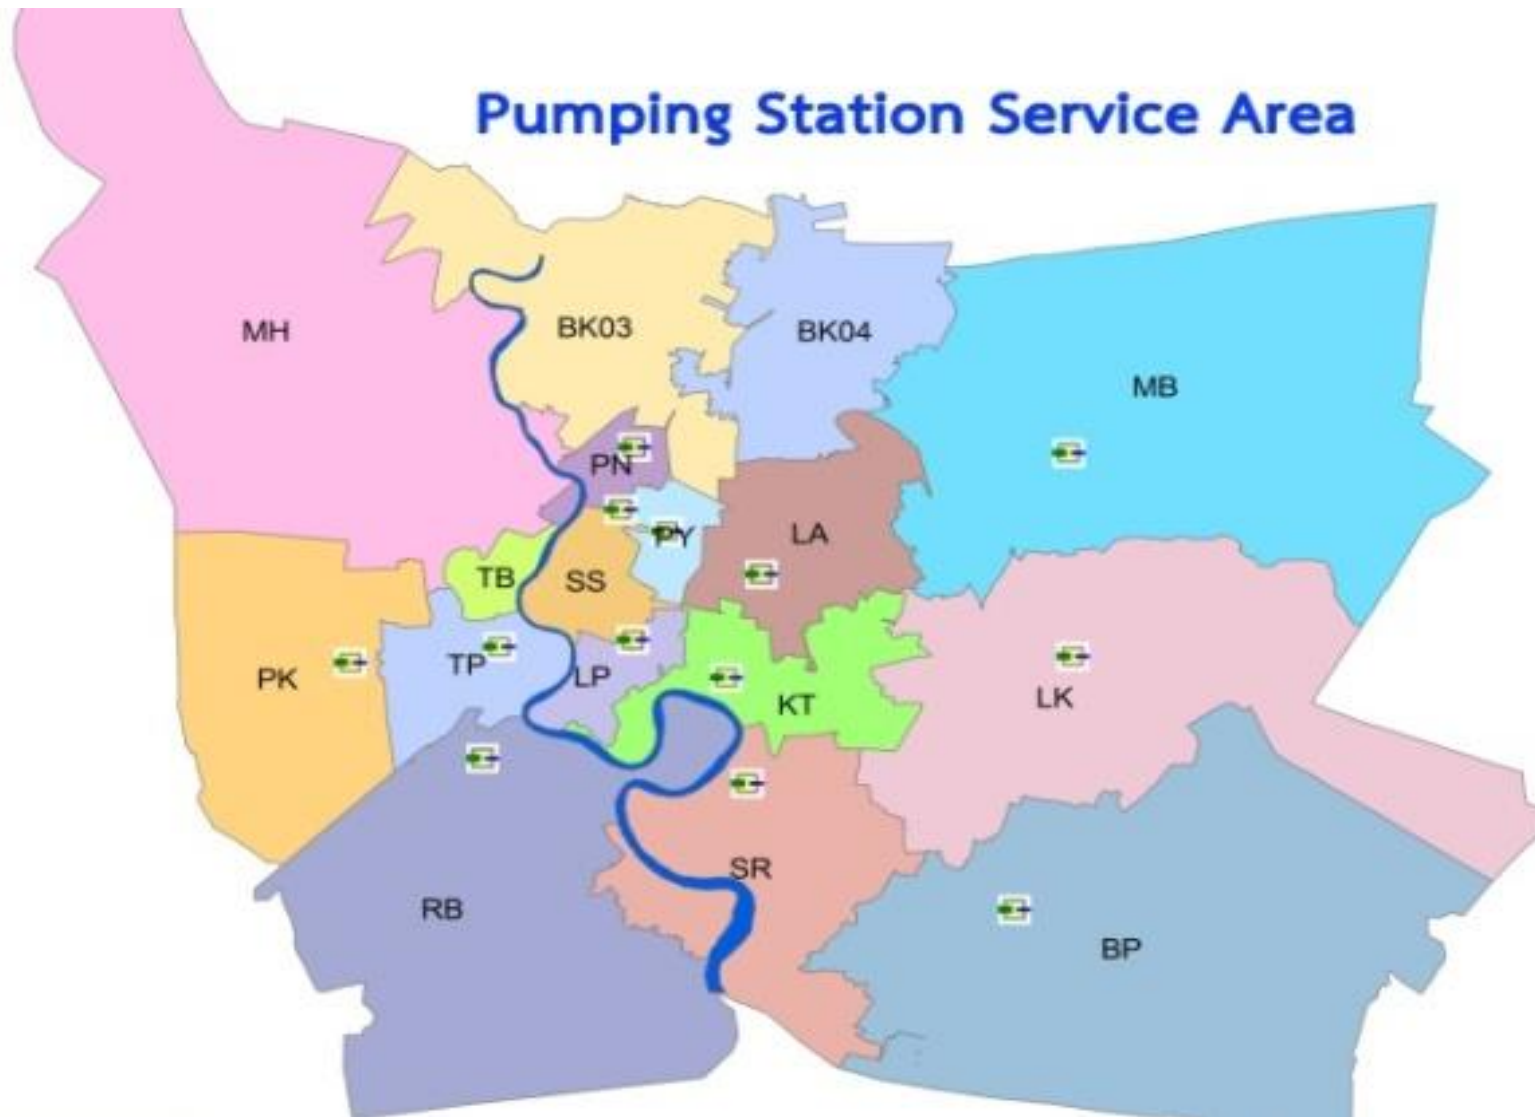 Pumping Station Service Area
MH
BK03
BK04
MB
PN
PY
LA
TB
SS
PK
TP
LP
KT
LK
SR
RB
BP